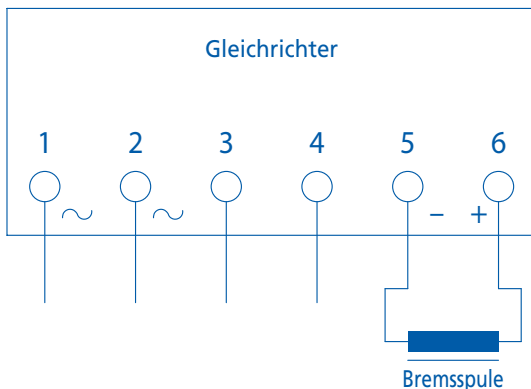 Gleichrichter
1 2 3 4 5 6
~ ~ − +
Bremsspule